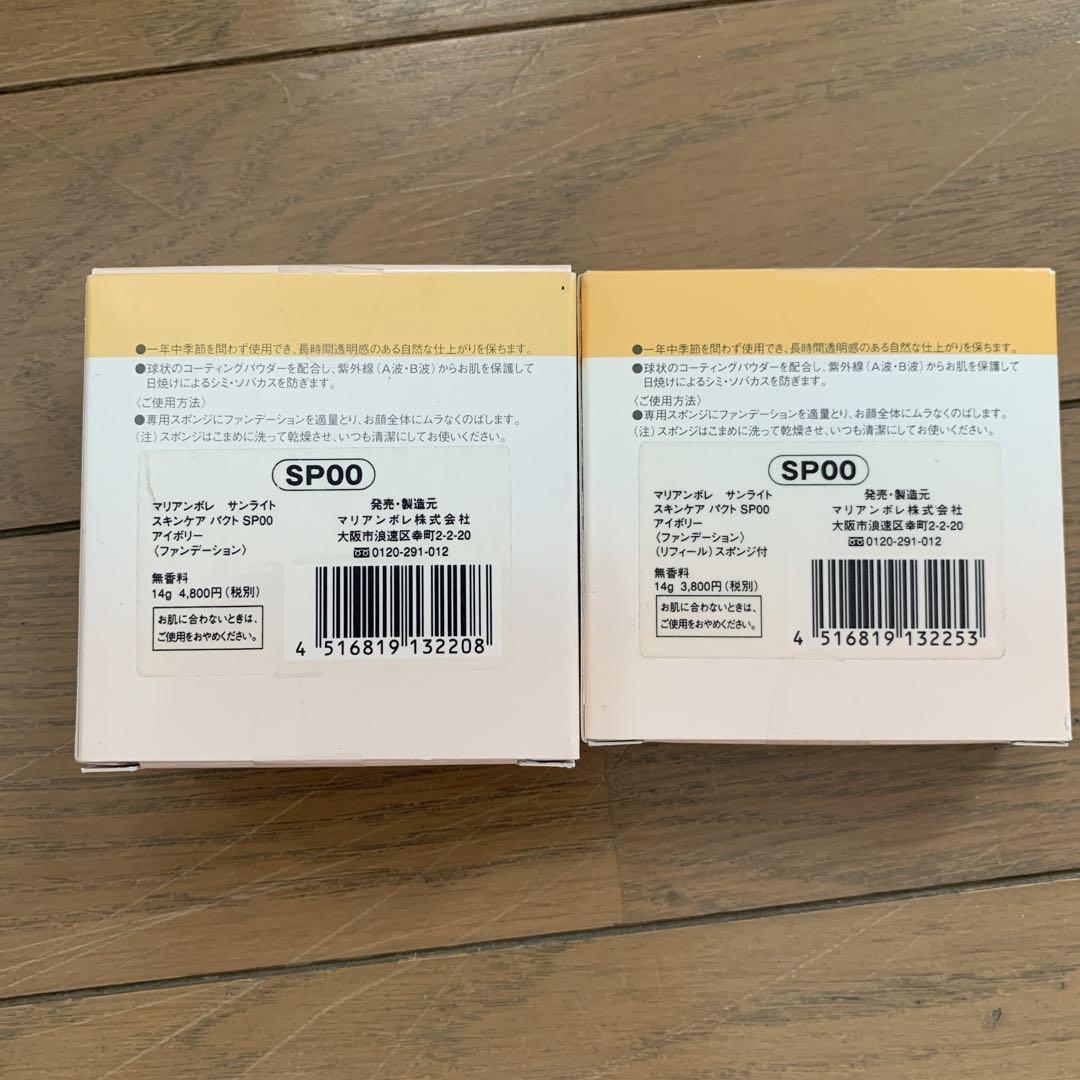 ●一年中季節を問わず使用でき、長時間透明感のある自然な仕上がりを保ちます。
●球状のコーティングパウダーを配合し、紫外線（A波・B波）からお肌を保護して
日焼けによるシミ・ソバカスを防ぎます。
〈ご使用方法〉
●専用スポンジにファンデーションを適量とり、お顔全体にムラなくのばします。
（注）スポンジはこまめに洗って乾燥させ、いつも清潔にしてお使いください。
SP00
マリアンボレ サンライト
スキンケア パクト SP00
アイボリー
〈ファンデーション〉
無香料
14g 4,800円（税別）
お肌に合わないときは、
ご使用をおやめください。
発売・製造元
マリアンボレ株式会社
大阪市浪速区幸町2-2-20
0120-291-012
4 516819 132208
●一年中季節を問わず使用でき、長時間透明感のある自然な仕上がりを保ちます。
●球状のコーティングパウダーを配合し、紫外線（A波・B波）からお肌を保護して
日焼けによるシミ・ソバカスを防ぎます。
〈ご使用方法〉
●専用スポンジにファンデーションを適量とり、お顔全体にムラなくのばします。
（注）スポンジはこまめに洗って乾燥させ、いつも清潔にしてお使いください。
SP00
マリアンボレ サンライト
スキンケア パクト SP00
アイボリー
〈ファンデーション〉
（リフィール）スポンジ付
無香料
14g 3,800円（税別）
お肌に合わないときは、
ご使用をおやめください。
発売・製造元
マリアンボレ株式会社
大阪市浪速区幸町2-2-20
0120-291-012
4 516819 132253